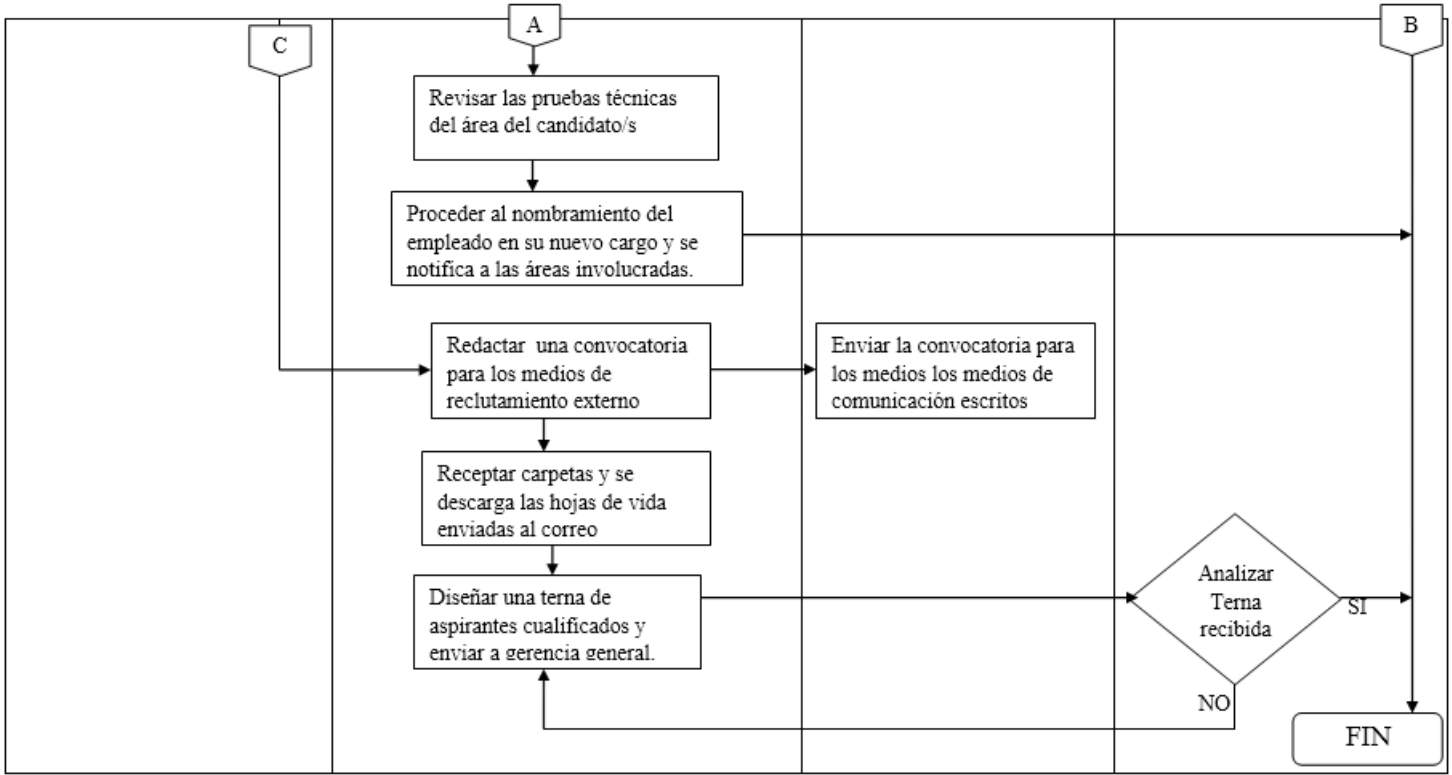 C
A
B
Revisar las pruebas técnicas
del área del candidato/s
Proceder al nombramiento del
empleado en su nuevo cargo y se
notifica a las áreas involucradas.
Redactar una convocatoria
para los medios de
reclutamiento externo
Enviar la convocatoria para
los medios los medios de
comunicación escritos
Receptar carpetas y se
descarga las hojas de vida
enviadas al correo
Diseñar una terna de
aspirantes cualificados y
enviar a gerencia general.
Analizar
Terna
recibida
SI
NO
FIN